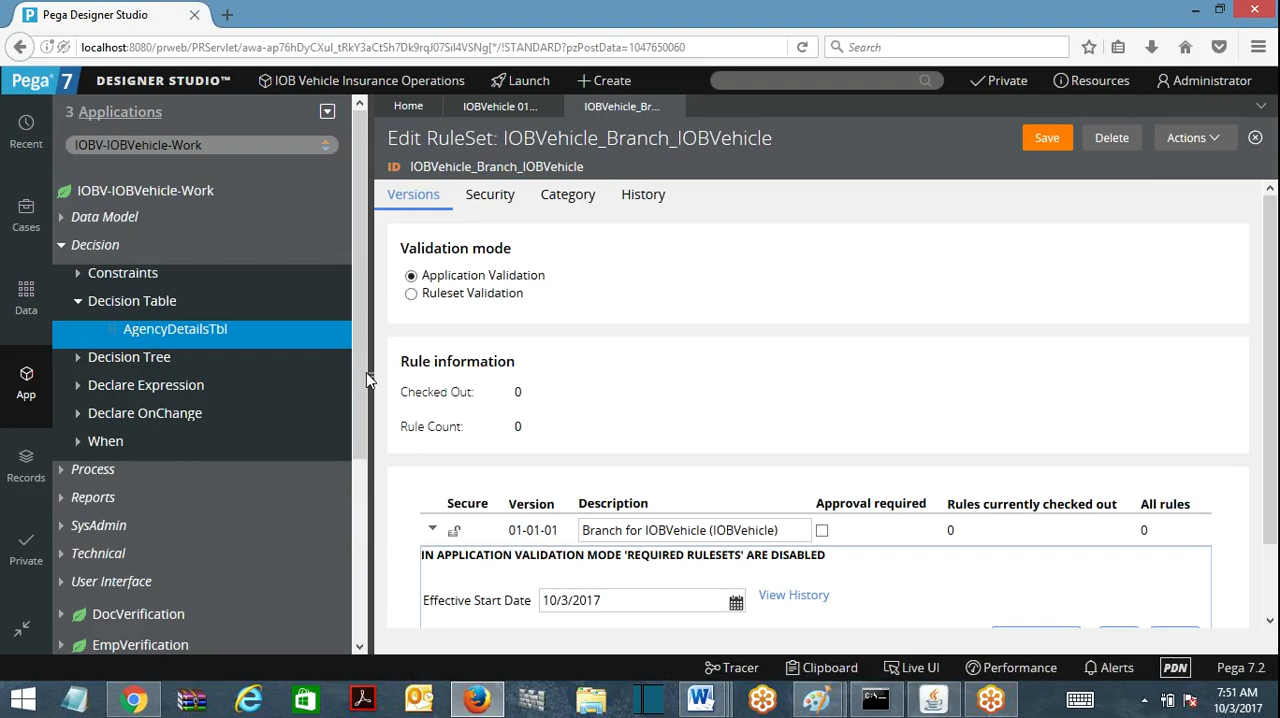 Pega Designer Studio
localhost:8080/prweb/PRServlet/awa-ap76hDyCXul_tRkY3aCtSh7Dk9rqJ07Sil4VSNg[*/!STANDARD?pzPostData=1047650060
Search
Pega 7 DESIGNER STUDIO™ IOB Vehicle Insurance Operations Launch Create Private Resources Administrator
3 Applications
Home IOBVehicle 01... IOBVehicle_Br...
Recent
IOBV-IOBVehicle-Work
Edit RuleSet: IOBVehicle_Branch_IOBVehicle
Save Delete Actions
ID IOBVehicle_Branch_IOBVehicle
IOBV-IOBVehicle-Work
Versions Security Category History
Cases
Data Model
Decision
Validation mode
Constraints
Application Validation
Ruleset Validation
Decision Table
Data
AgencyDetailsTbl
Decision Tree
Rule information
Declare Expression
Checked Out: 0
App
Declare OnChange
Rule Count: 0
When
Process
Records
Reports
Secure Version Description Approval required Rules currently checked out All rules
SysAdmin
01-01-01 Branch for IOBVehicle (IOBVehicle) 0 0
Technical
IN APPLICATION VALIDATION MODE 'REQUIRED RULESETS' ARE DISABLED
Private
User Interface
Effective Start Date 10/3/2017 View History
DocVerification
EmpVerification
Tracer Clipboard Live UI Performance Alerts PDN Pega 7.2
7:51 AM
10/3/2017